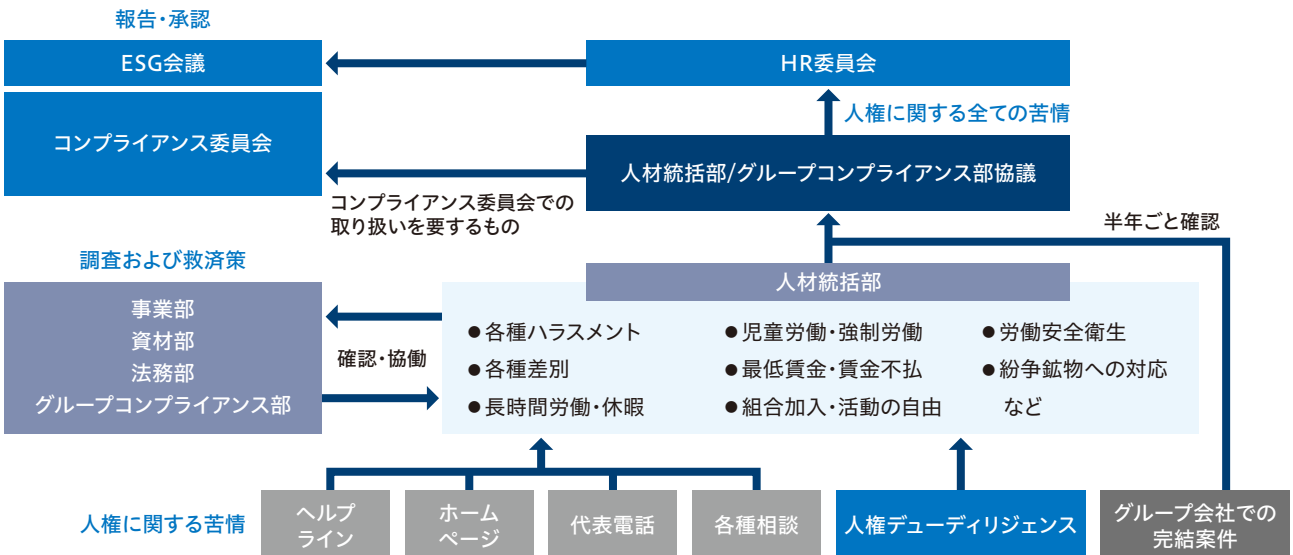 報告・承認
ESG会議
HR委員会
人権に関する全ての苦情
コンプライアンス委員会
人材統括部/グループコンプライアンス部協議
コンプライアンス委員会での
取り扱いを要するもの
半年ごと確認
調査および救済策
人材統括部
事業部
資材部
法務部
グループコンプライアンス部
確認・協働
●各種ハラスメント
●各種差別
●長時間労働・休暇
●児童労働・強制労働
●最低賃金・賃金不払
●組合加入・活動の自由
●労働安全衛生
●紛争鉱物への対応
など
人権に関する苦情
ヘルプ
ライン
ホーム
ページ
代表電話
各種相談
人権デューディリジェンス
グループ会社での
完結案件